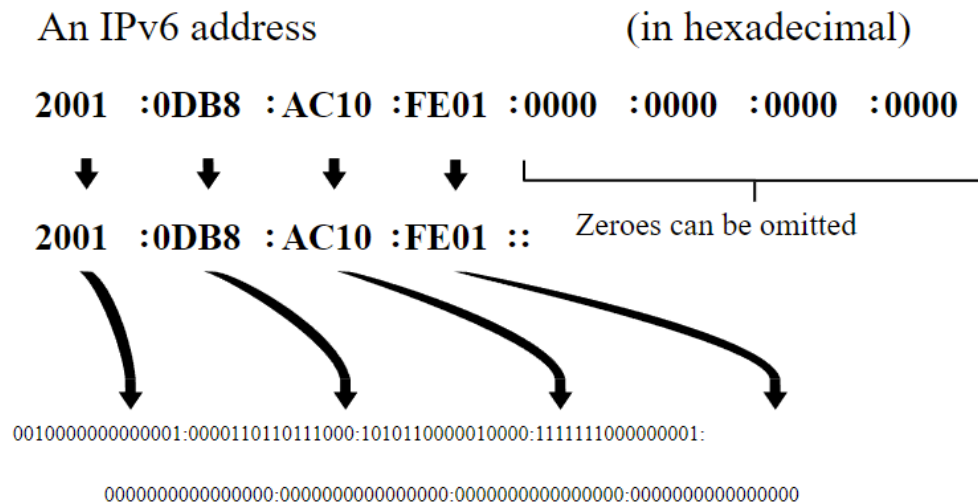 An IPv6 address (in hexadecimal)
2001 :0DB8 :AC10 :FE01 :0000 :0000 :0000 :0000
2001 :0DB8 :AC10 :FE01 ::
Zeroes can be omitted
0010000000000001:0000110110111000:1010110000010000:1111111000000001:
0000000000000000:0000000000000000:0000000000000000:0000000000000000